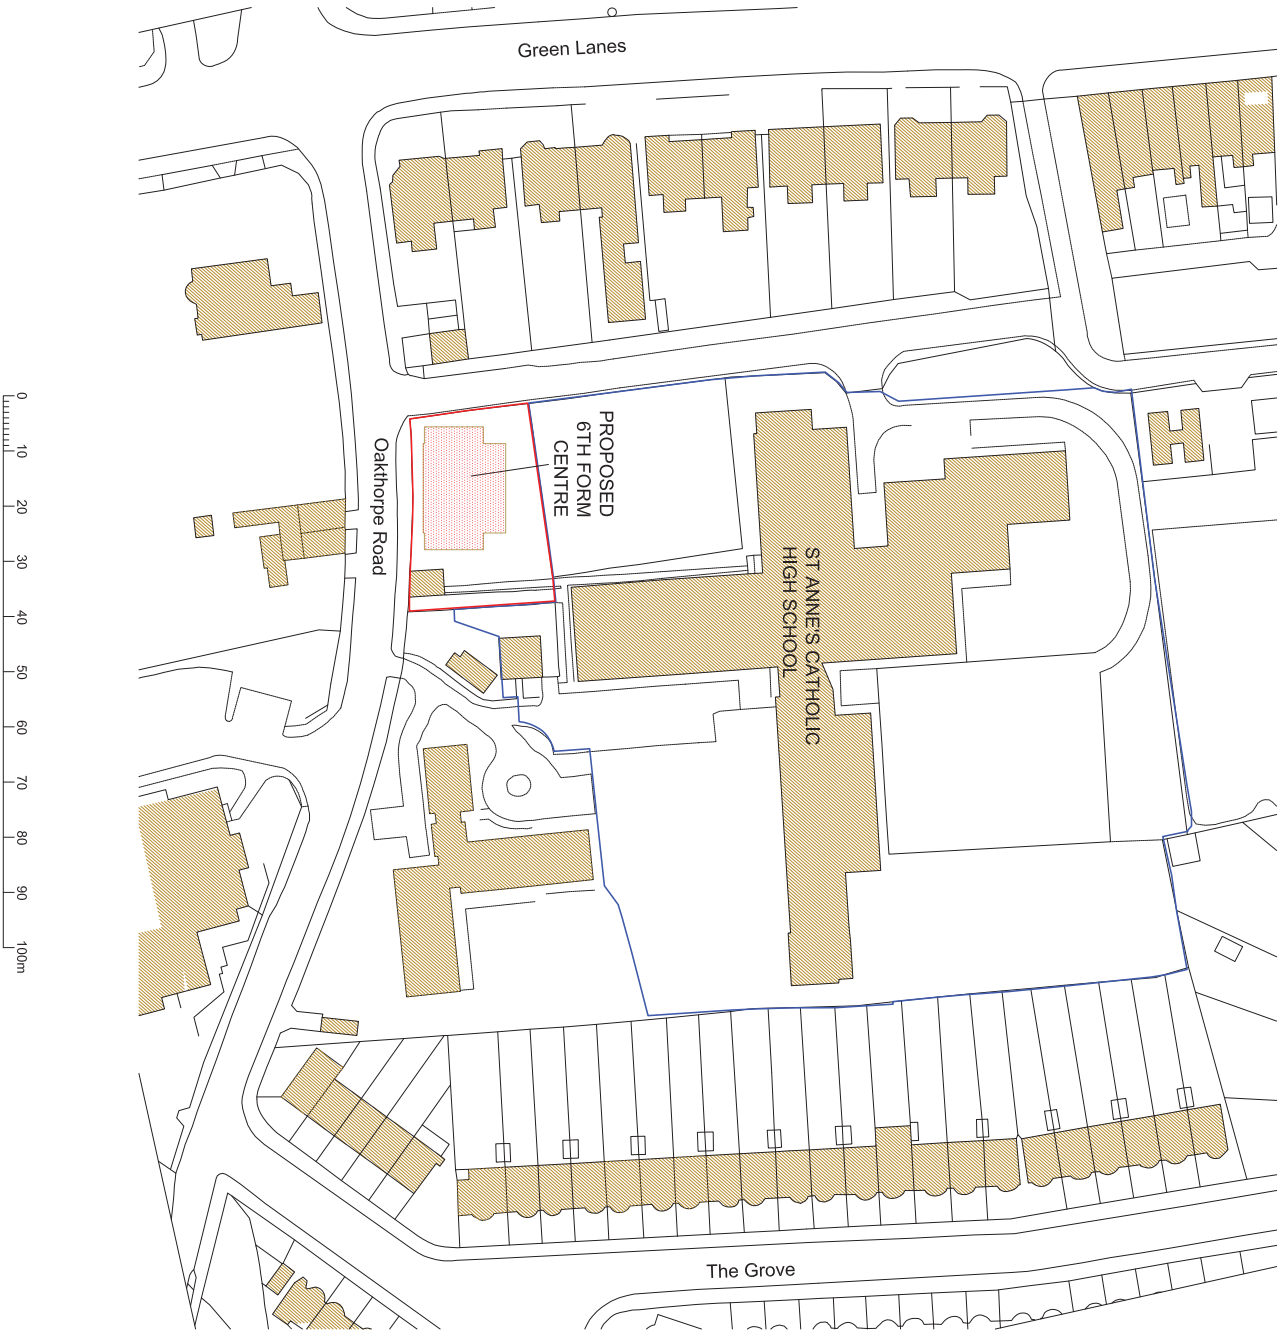 Green Lanes
PROPOSED
6TH FORM
CENTRE
Oakthorpe Road
ST ANNE'S CATHOLIC
HIGH SCHOOL
The Grove
0
10
20
30
40
50
60
70
80
90
100m